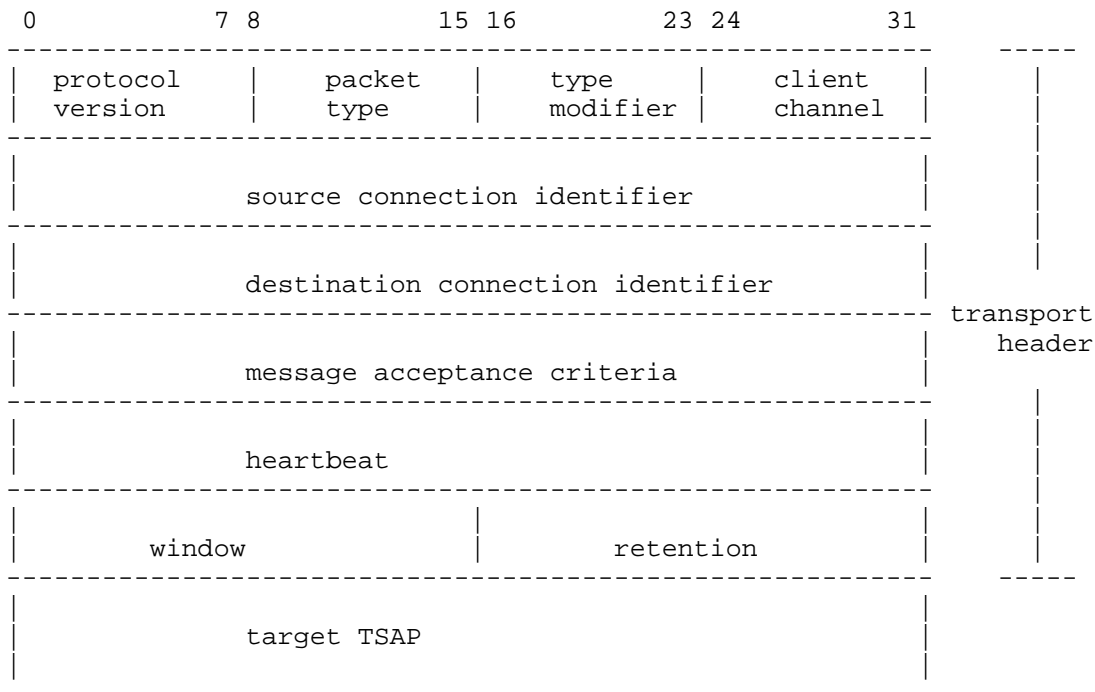 0 7 8 15 16 23 24 31
protocol packet type client
version type modifier channel
source connection identifier
destination connection identifier
transport
header
message acceptance criteria
heartbeat
window retention
target TSAP